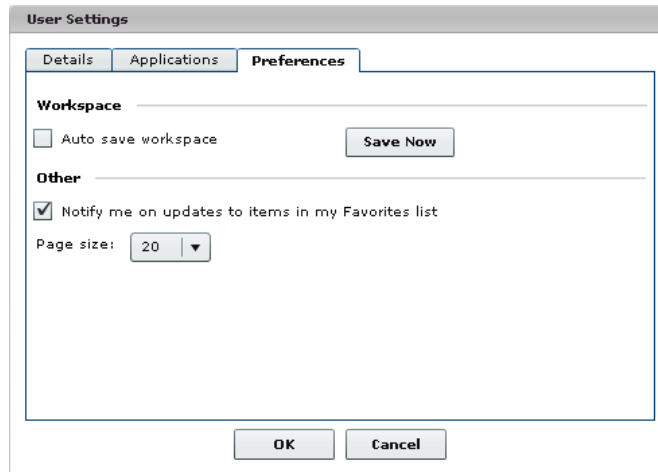 User Settings
Details Applications Preferences
Workspace
Auto save workspace Save Now
Other
Notify me on updates to items in my Favorites list
Page size: 20
OK Cancel